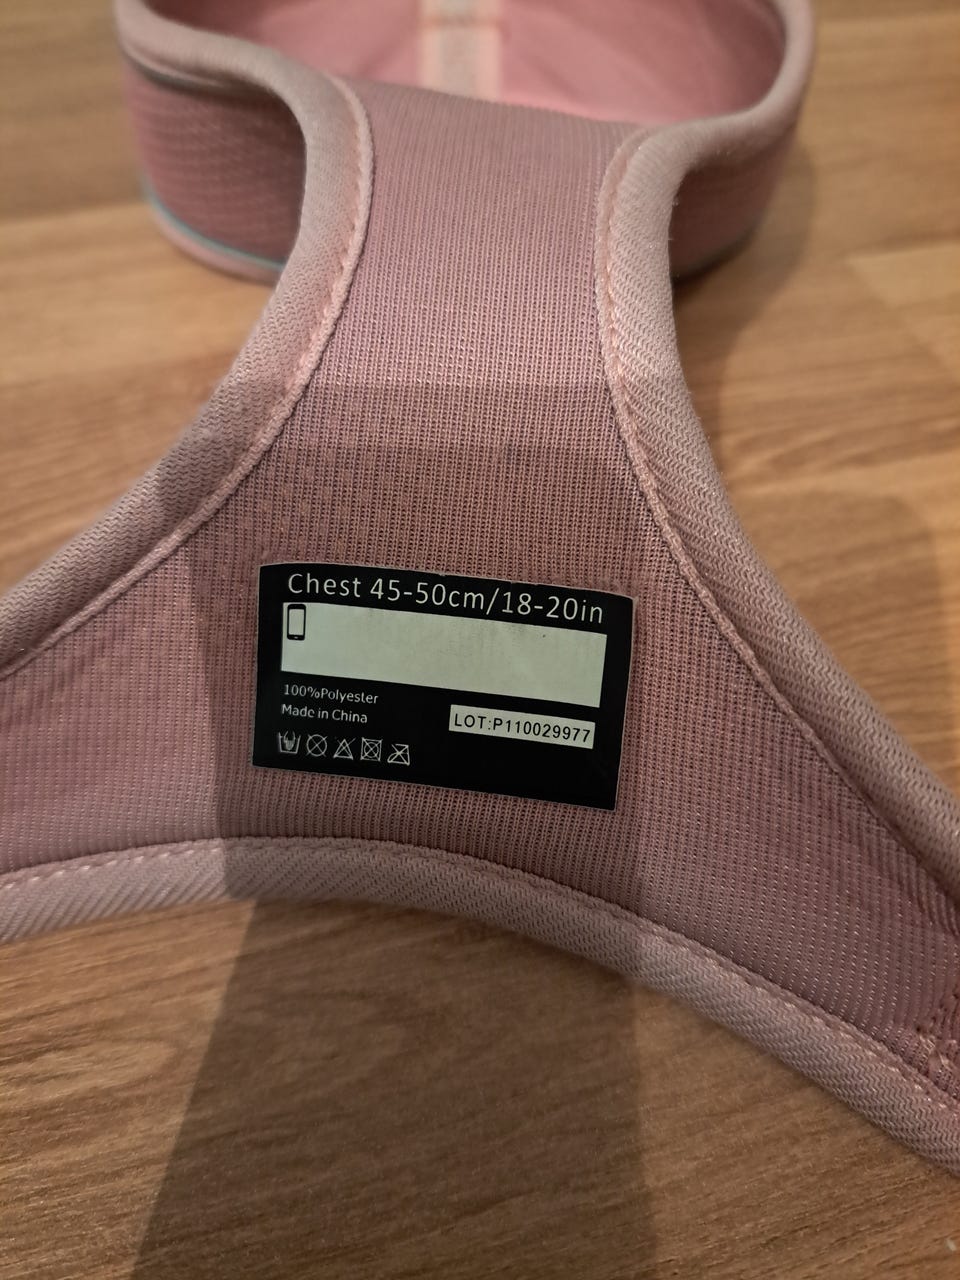 Chest 45-50cm/18-20in
100%Polyester
Made in China
LOT:P110029977